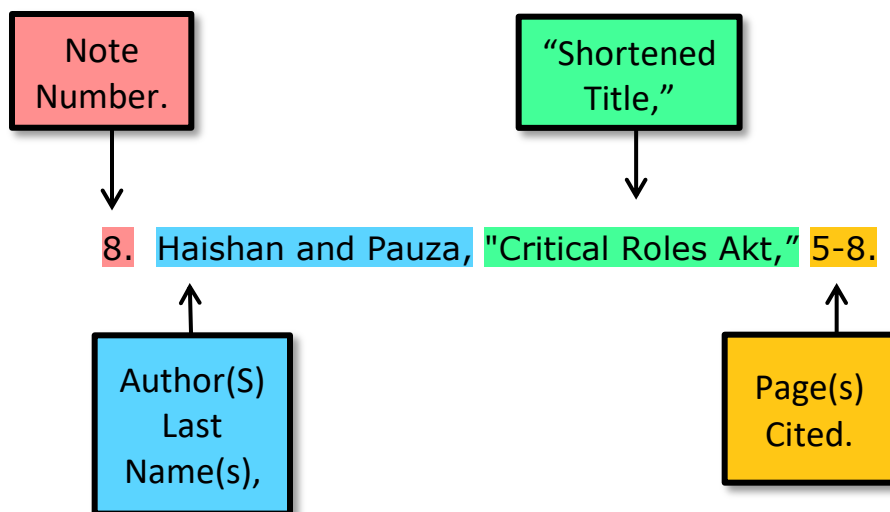 Note
Number.
“Shortened
Title,”
8. Haishan and Pauza, "Critical Roles Akt,” 5-8.
Author(S)
Last
Name(s),
Page(s)
Cited.